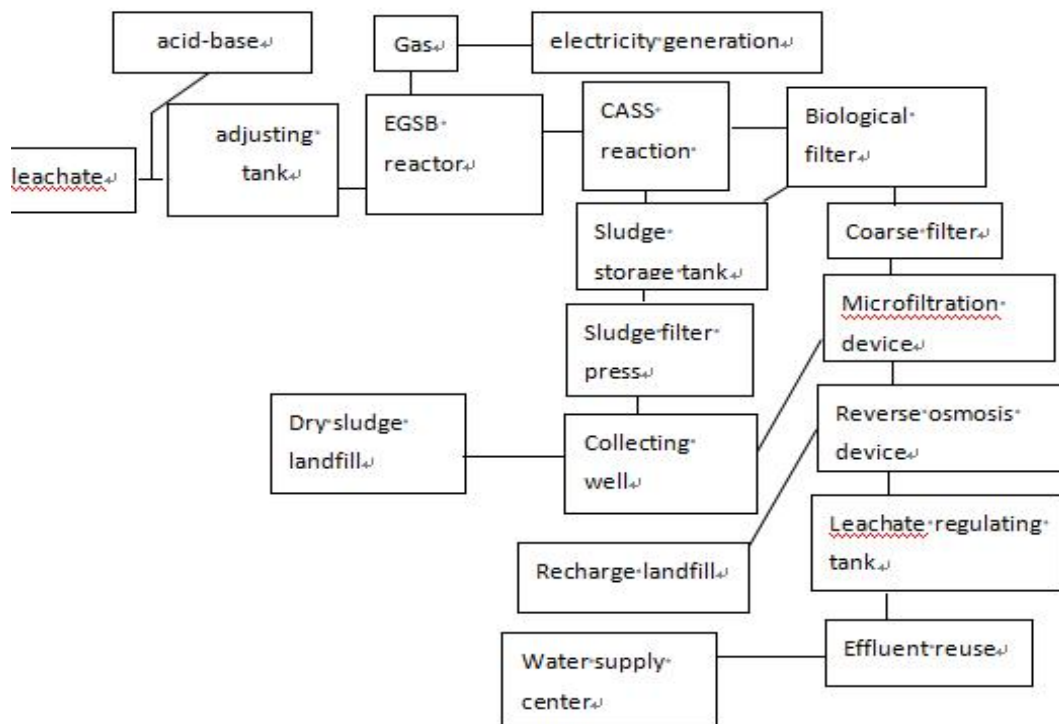 acid-base
Gas
electricity generation
leachate
adjusting
tank
EGSB
reactor
CASS
reaction
Biological
filter
Sludge
storage tank
Coarse filter
Microfiltration
device
Sludge filter
press
Reverse osmosis
device
Dry sludge
landfill
Collecting
well
Leachate regulating
tank
Recharge landfill
Effluent reuse
Water supply
center